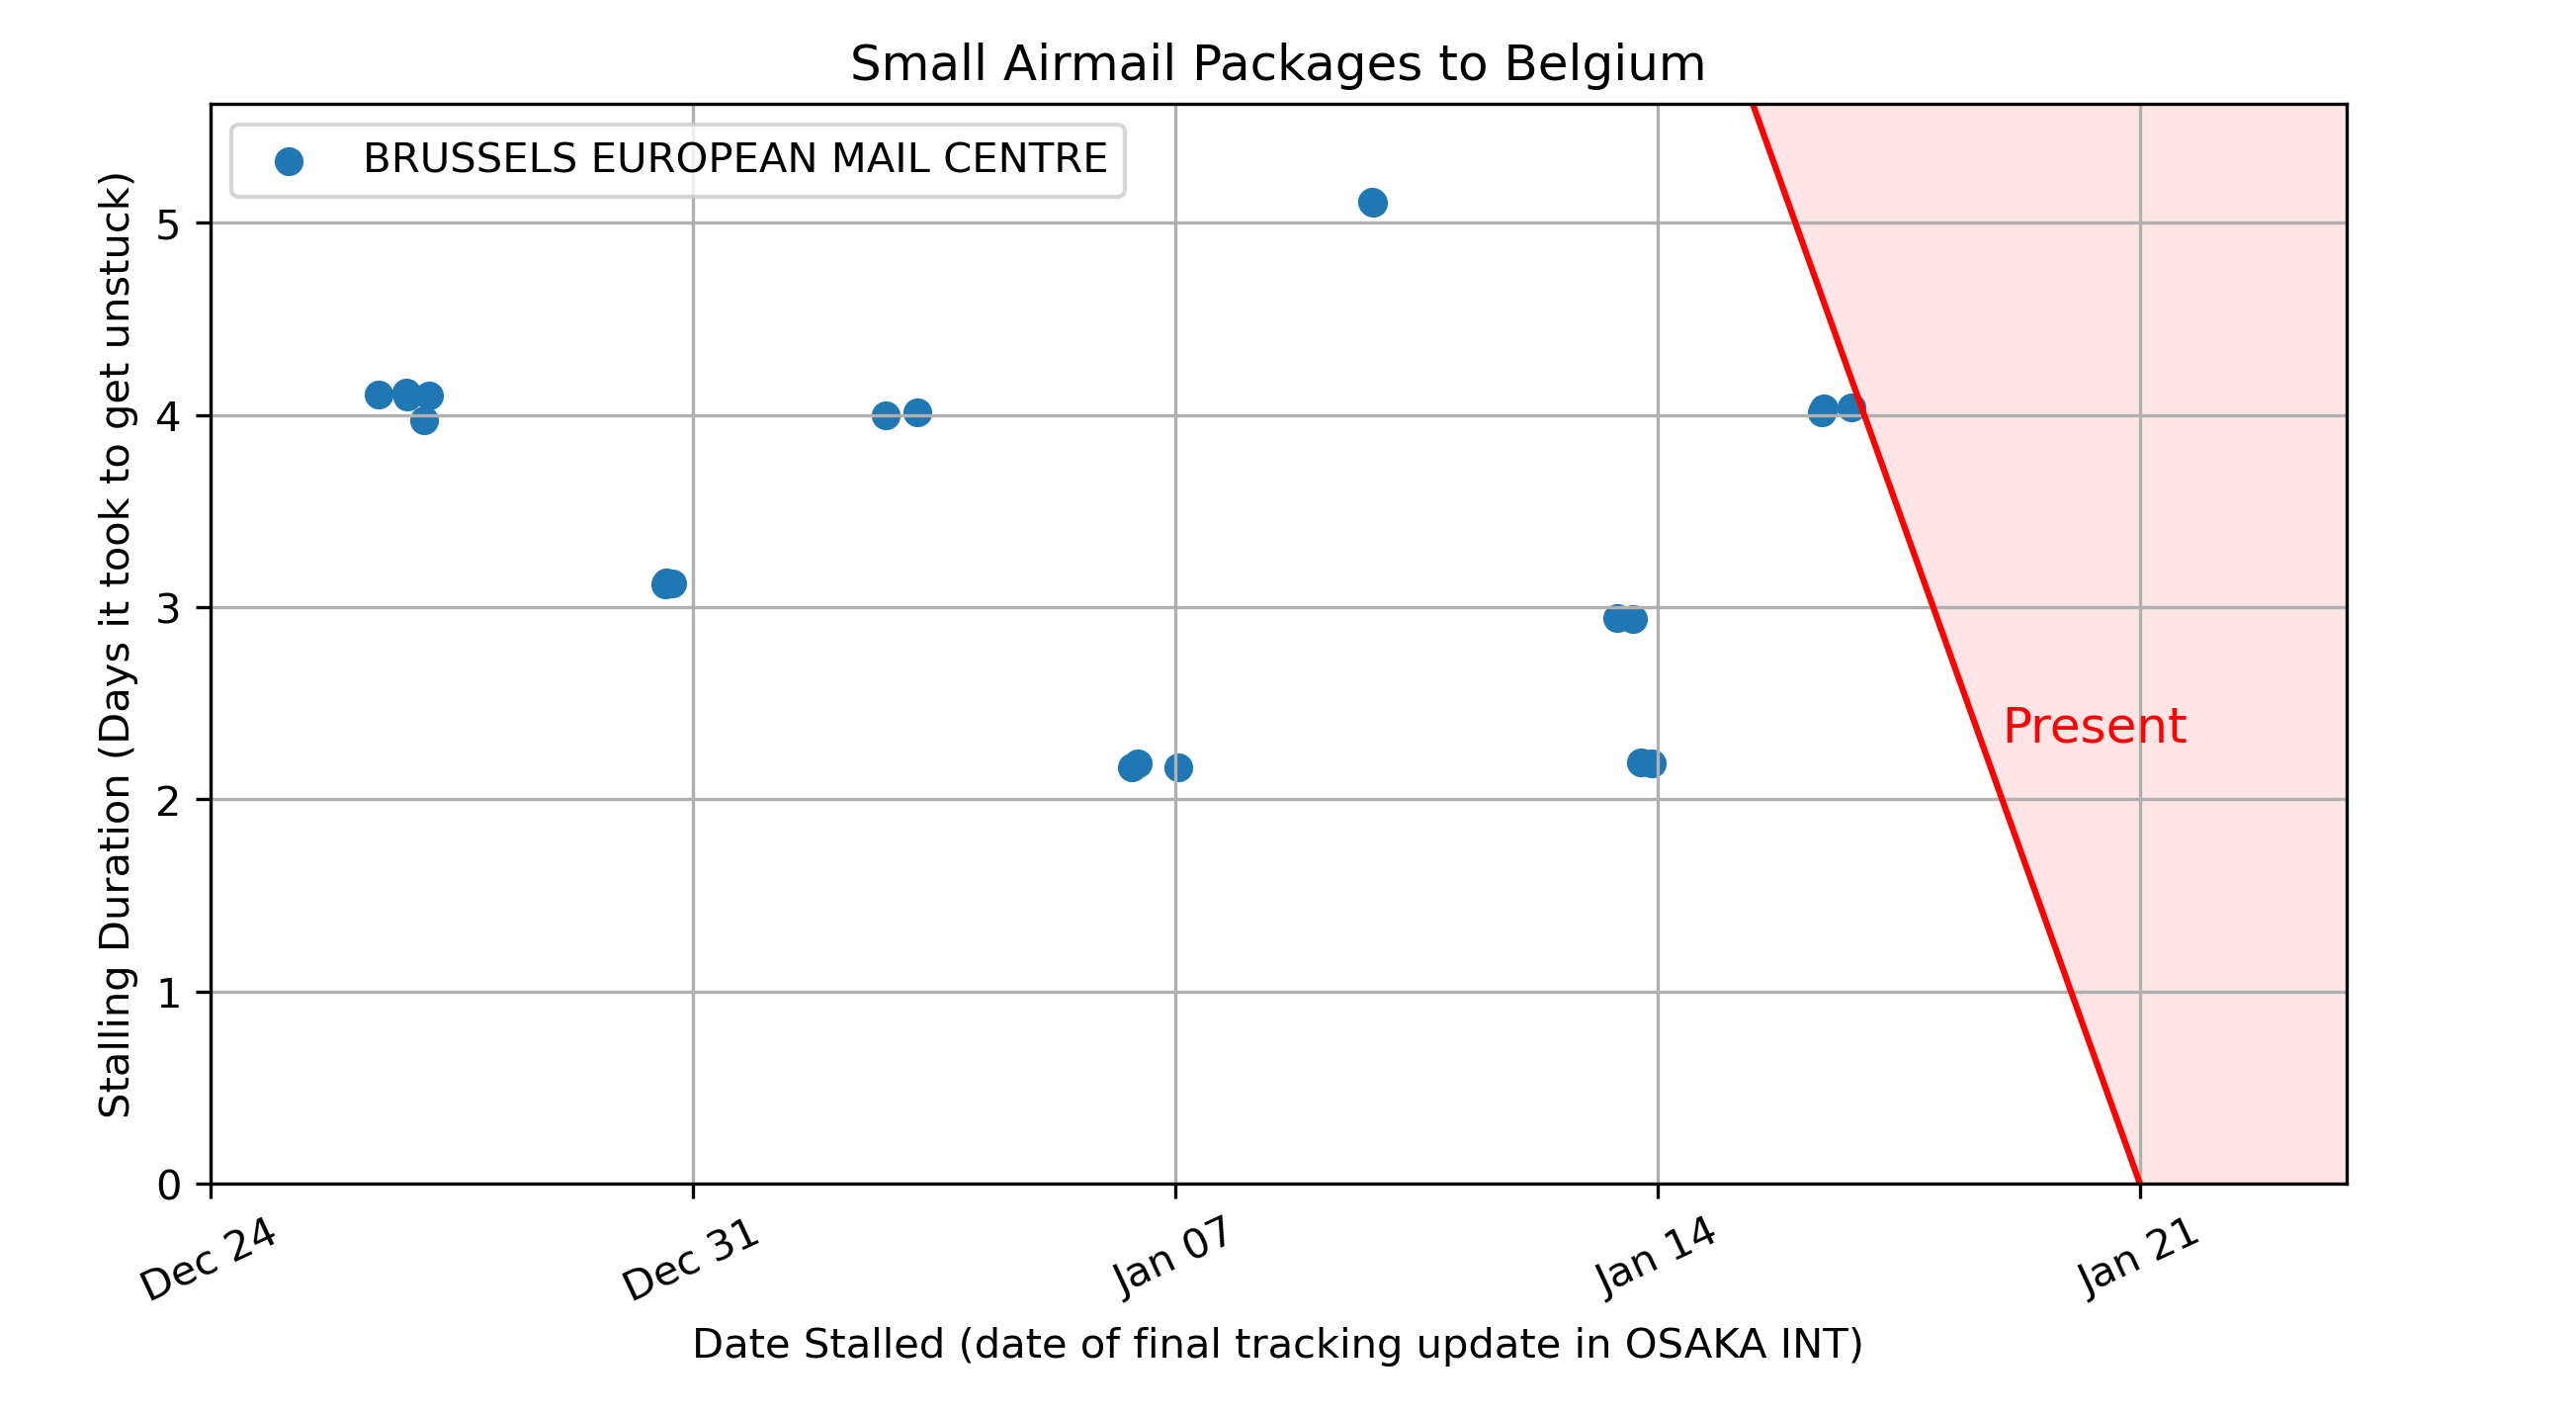 Small Airmail Packages to Belgium
BRUSSELS EUROPEAN MAIL CENTRE
Stalling Duration (Days it took to get unstuck)
5
4
3
2
1
0
Present
Dec 24
Dec 31
Jan 07
Jan 14
Jan 21
Date Stalled (date of final tracking update in OSAKA INT)